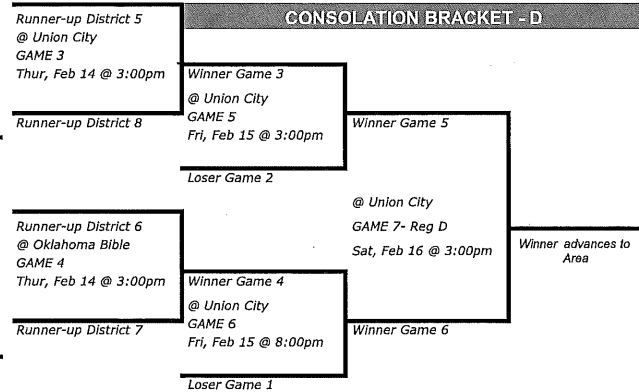 CONSOLATION BRACKET - D
Runner-up District 5
@ Union City
GAME 3
Thur, Feb 14 @ 3:00pm
Runner-up District 8
Winner Game 3
@ Union City
GAME 5
Fri, Feb 15 @ 3:00pm
Loser Game 2
Winner Game 5
@ Union City
GAME 7- Reg D
Sat, Feb 16 @ 3:00pm
Winner advances to
Area
Runner-up District 6
@ Oklahoma Bible
GAME 4
Thur, Feb 14 @ 3:00pm
Runner-up District 7
Winner Game 4
@ Union City
GAME 6
Fri, Feb 15 @ 8:00pm
Loser Game 1
Winner Game 6